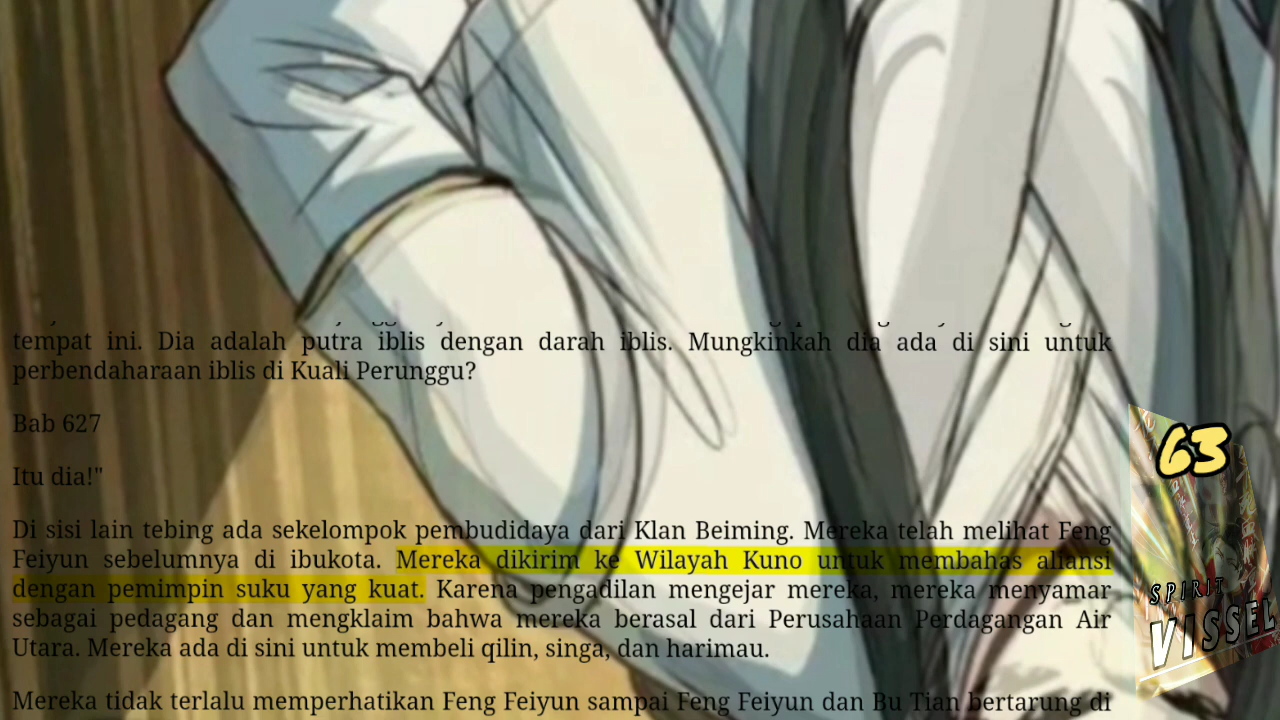 tempat ini. Dia adalah putra iblis dengan darah iblis. Mungkinkah dia ada di sini untuk
perbendaharaan iblis di Kuali Perunggu?
Bab 627
Itu dia!"
Di sisi lain tebing ada sekelompok pembudidaya dari Klan Beiming. Mereka telah melihat Feng
Feiyun sebelumnya di ibukota. Mereka dikirim ke Wilayah Kuno untuk membahas aliansi
dengan pemimpin suku yang kuat. Karena pengadilan mengejar mereka, mereka menyamar
sebagai pedagang dan mengklaim bahwa mereka berasal dari Perusahaan Perdagangan Air
Utara. Mereka ada di sini untuk membeli qilin, singa, dan harimau.
Mereka tidak terlalu memperhatikan Feng Feiyun sampai Feng Feiyun dan Bu Tian bertarung di
63
SPIRIT
VISSEL